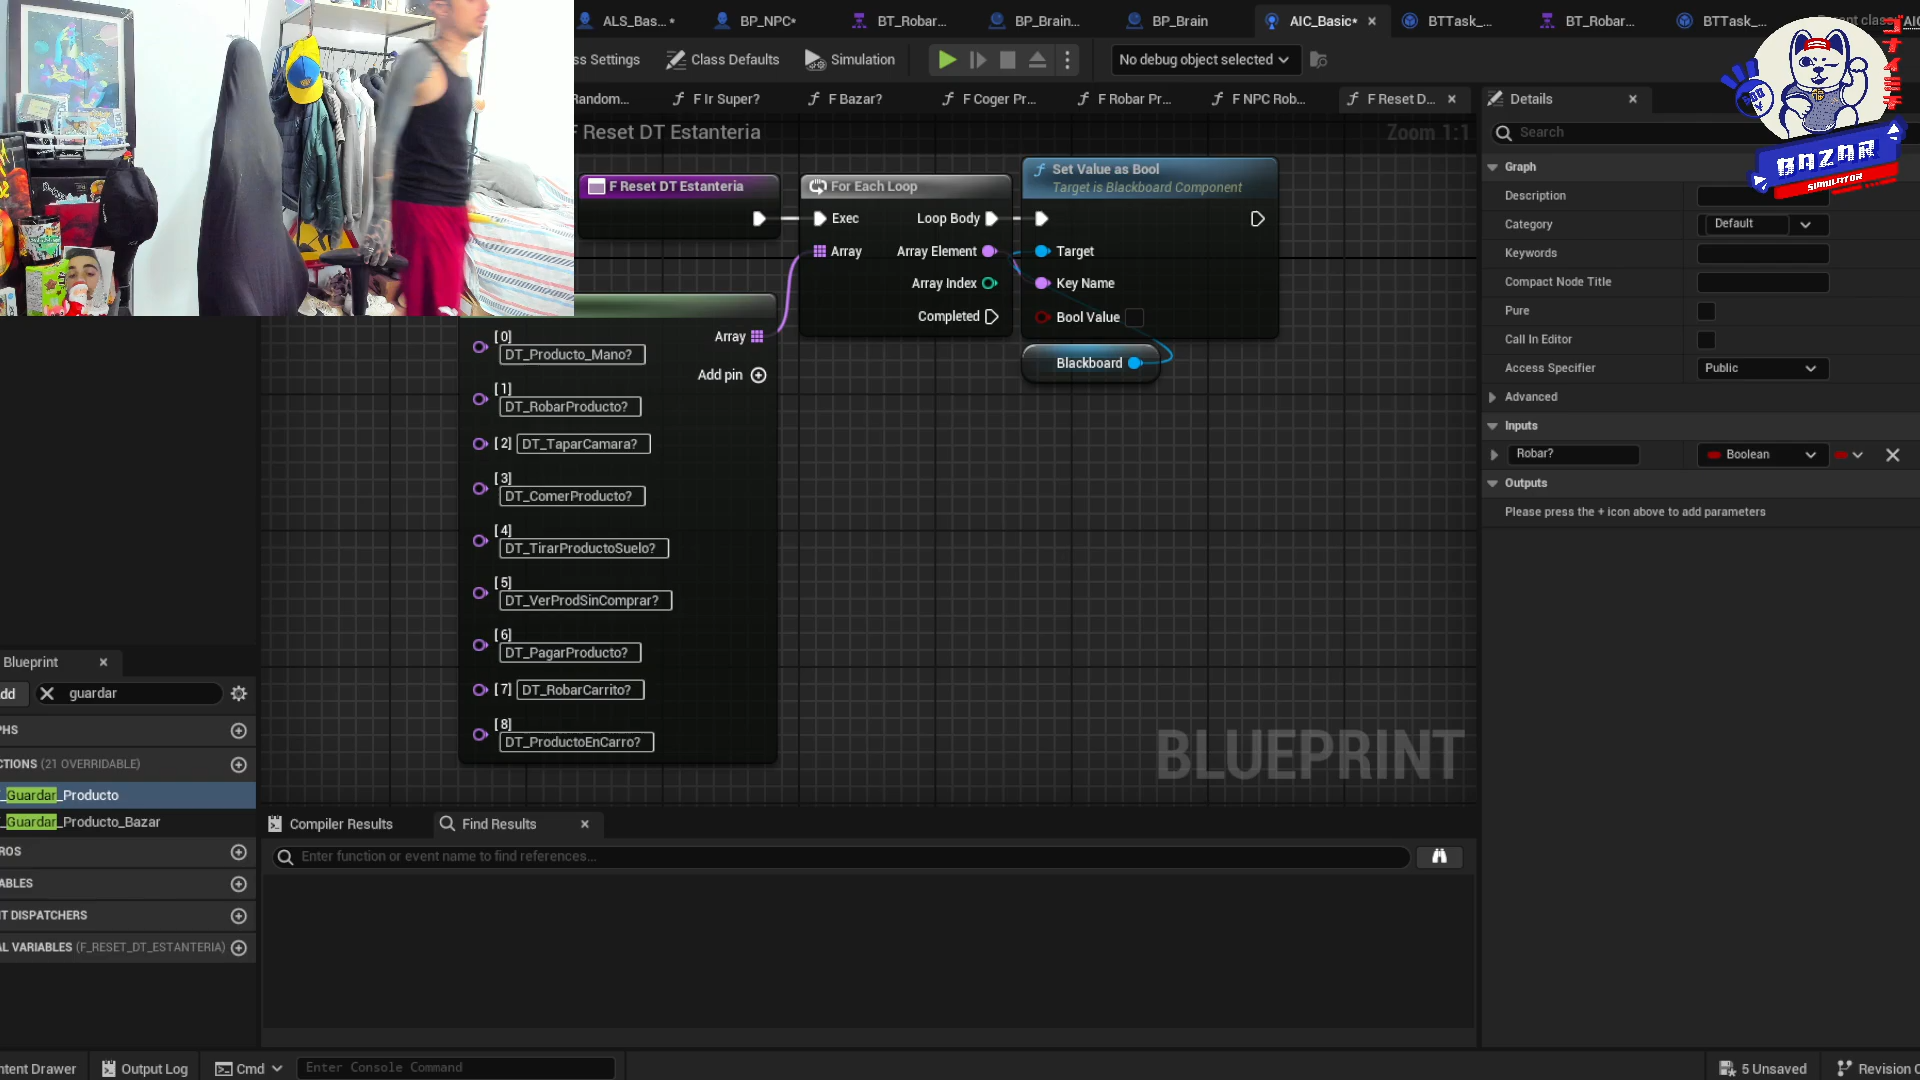 ALS_Bas...*
BP_NPC*
BT_Robar...
BP_Brain...
BP_Brain
AIC_Basic*
BTTask_...
BT_Robar...
BTTask_...
ss Settings
Class Defaults
Simulation
No debug object selected
Random...
F Ir Super?
F Bazar?
F Coger Pr...
F Robar Pr...
F NPC Rob...
F Reset D...
F Reset DT Estanteria
Zoom 1:1
F Reset DT Estanteria
For Each Loop
Exec
Loop Body
Array
Array Element
Array Index
Completed
Set Value as Bool
Target is Blackboard Component
Target
Key Name
Bool Value
Blackboard
Array
Add pin
[0]
DT_Producto_Mano?
[1]
DT_RobarProducto?
[2] DT_TaparCamara?
[3]
DT_ComerProducto?
[4]
DT_TirarProductoSuelo?
[5]
DT_VerProdSinComprar?
[6]
DT_PagarProducto?
[7] DT_RobarCarrito?
[8]
DT_ProductoEnCarro?
BLUEPRINT
Details
Search
Graph
Description
Category
Default
Keywords
Compact Node Title
Pure
Call In Editor
Access Specifier
Public
Advanced
Inputs
Robar?
Boolean
Outputs
Please press the + icon above to add parameters
BAZAR
SIMULATOR
Blueprint
dd
guardar
PHS
CTIONS (21 OVERRIDABLE)
_Guardar_Producto
_Guardar_Producto_Bazar
ROS
ABLES
IT DISPATCHERS
AL VARIABLES (F_RESET_DT_ESTANTERIA)
Compiler Results
Find Results
Enter function or event name to find references...
ntent Drawer
Output Log
Cmd
Enter Console Command
5 Unsaved
Revision C